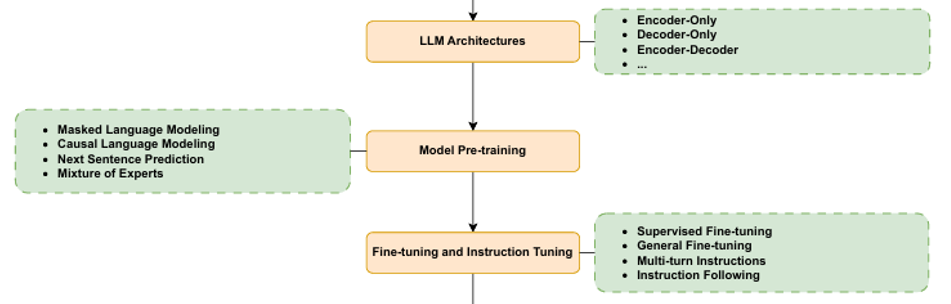 LLM Architectures
• Encoder-Only
• Decoder-Only
• Encoder-Decoder
• ...
• Masked Language Modeling
• Causal Language Modeling
• Next Sentence Prediction
• Mixture of Experts
Model Pre-training
Fine-tuning and Instruction Tuning
• Supervised Fine-tuning
• General Fine-tuning
• Multi-turn Instructions
• Instruction Following